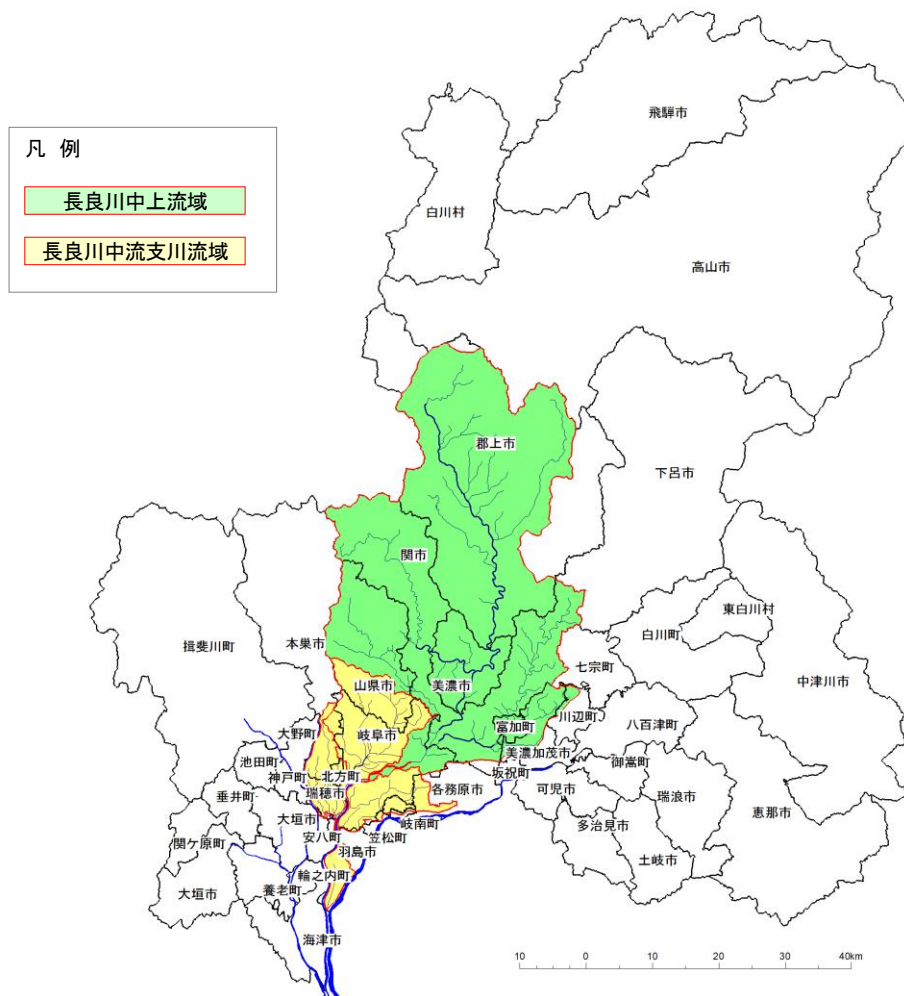 凡 例
長良川中上流域
長良川中流支川流域
飛騨市
白川村
高山市
郡上市
下呂市
関市
東白川村
白川町
本巣市
揖斐川町
七宗町
中津川市
山県市
美濃市
川辺町
富加町
八百津町
大野町
岐阜市
美濃加茂市
御嵩町
池田町
神戸町
北方町
坂祝町
各務原市
可児市
瑞浪市
垂井町
瑞穂市
恵那市
大垣市
岐南町
多治見市
安八町
笠松町
関ケ原町
羽島市
土岐市
輪之内町
大垣市
養老町
海津市
10 0 10 20 30 40km